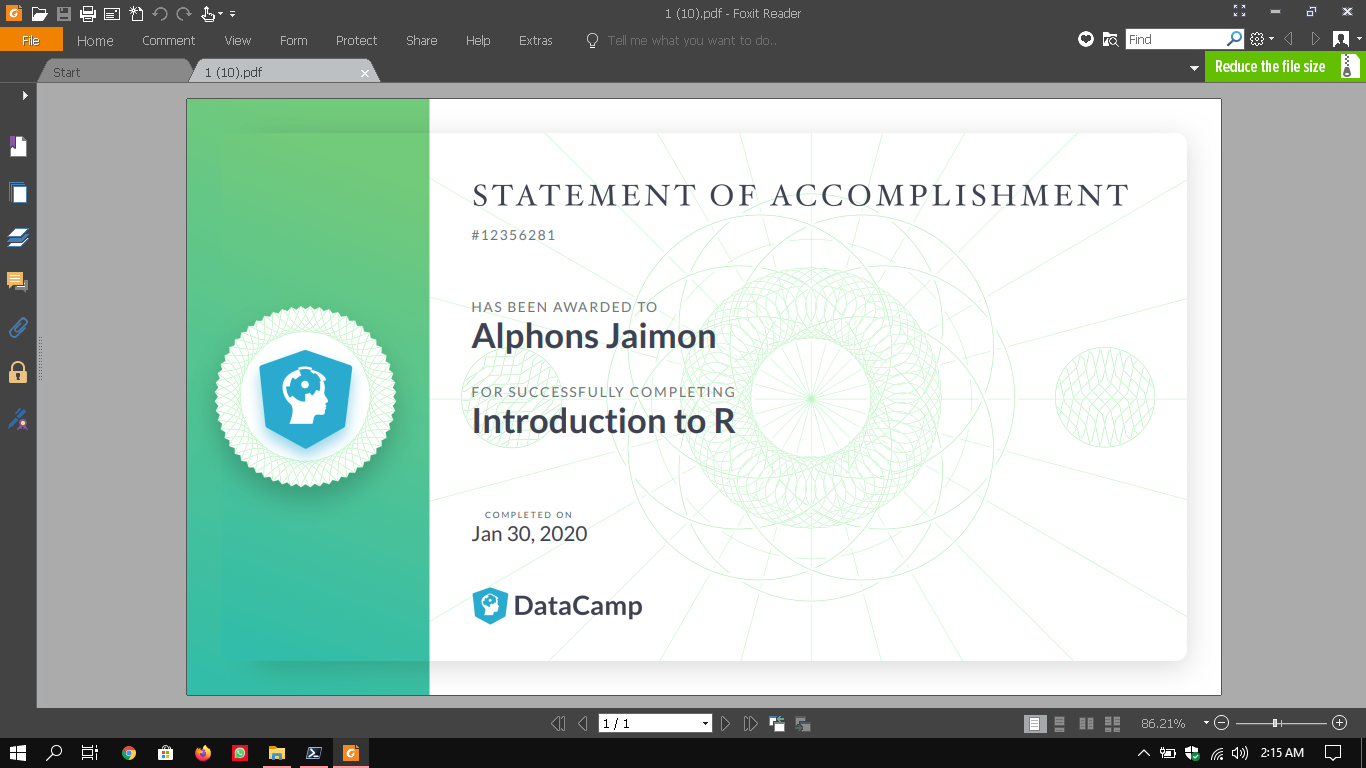 1 (10).pdf - Foxit Reader
File Home Comment View Form Protect Share Help Extras Tell me what you want to do.. Find
Start 1 (10).pdf Reduce the file size
STATEMENT OF ACCOMPLISHMENT
#12356281
HAS BEEN AWARDED TO
Alphons Jaimon
FOR SUCCESSFULLY COMPLETING
Introduction to R
COMPLETED ON
Jan 30, 2020
DataCamp
1 / 1 86.21%
2:15 AM